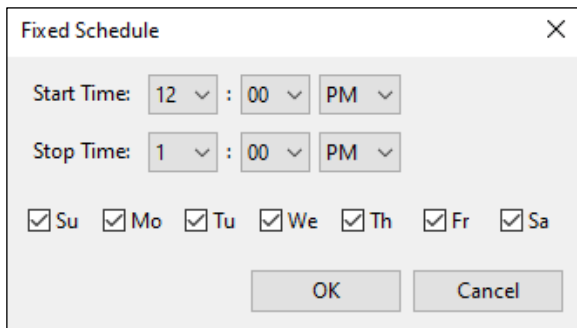 Fixed Schedule
Start Time: 12 : 00 PM
Stop Time: 1 : 00 PM
Su Mo Tu We Th Fr Sa
OK Cancel